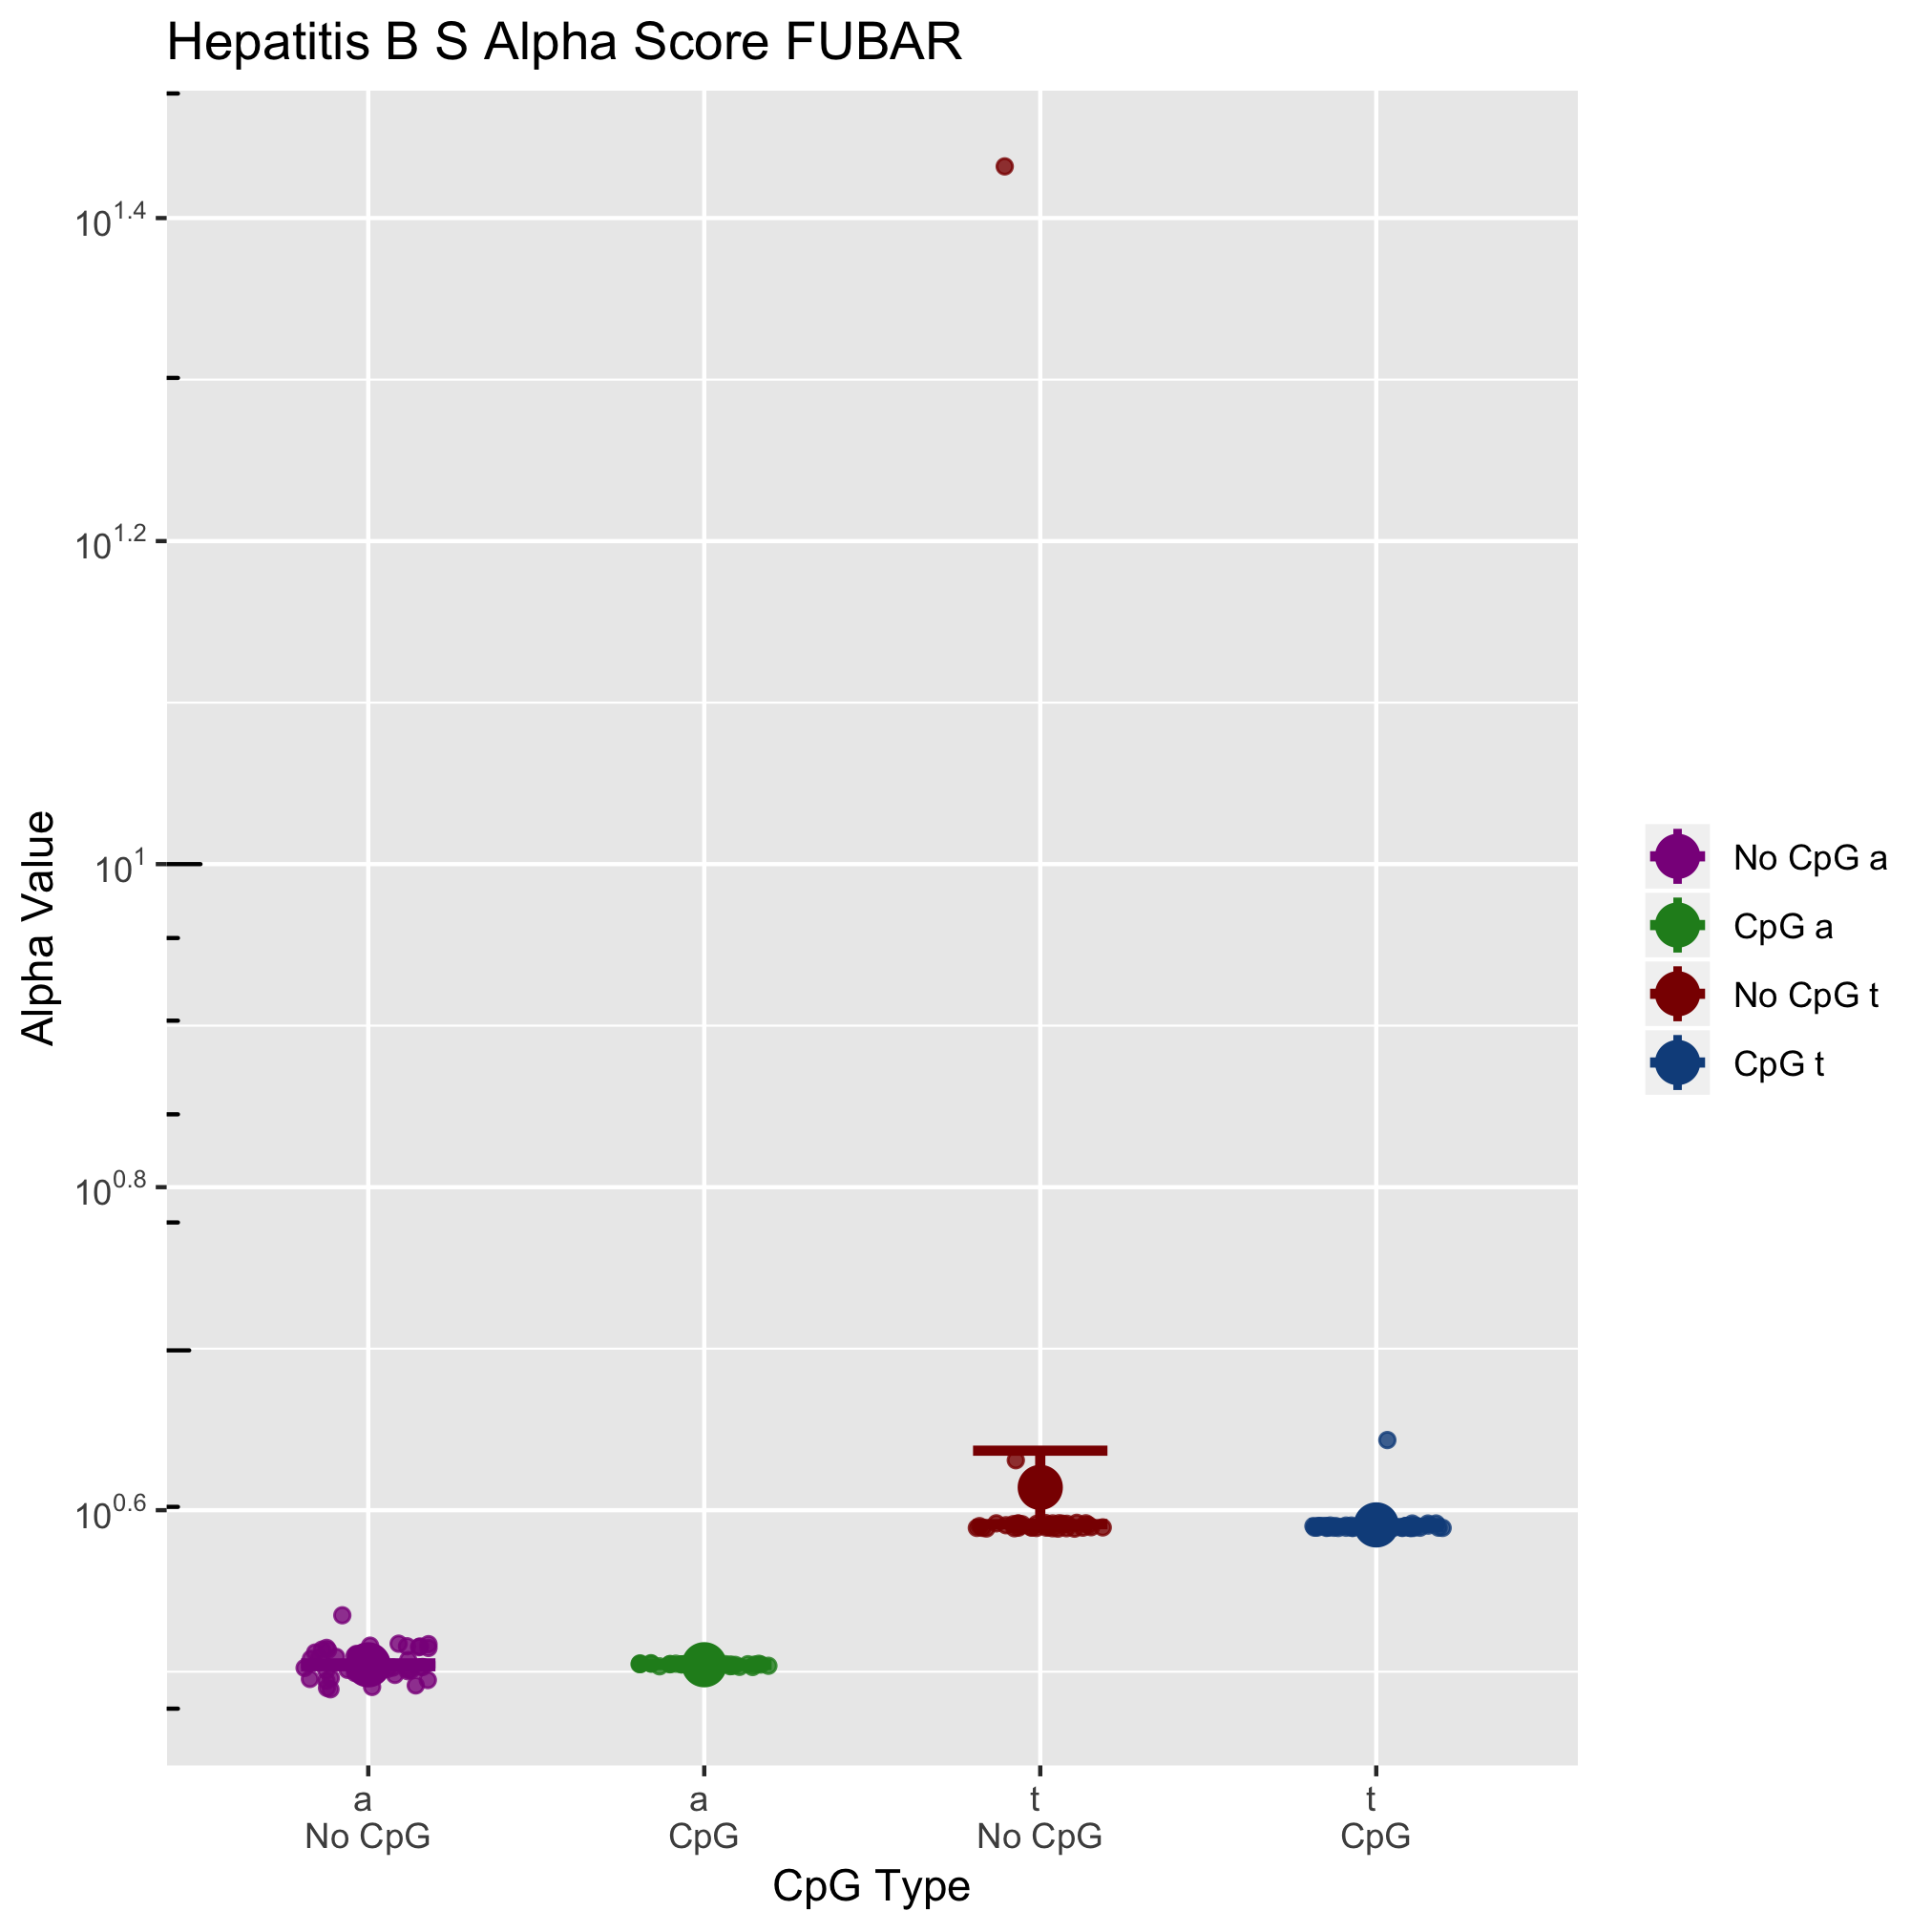 Hepatitis B S Alpha Score FUBAR
Alpha Value
10^1.4
10^1.2
10^1
10^0.8
10^0.6
a
No CpG
a
CpG
t
No CpG
t
CpG
CpG Type
No CpG a
CpG a
No CpG t
CpG t